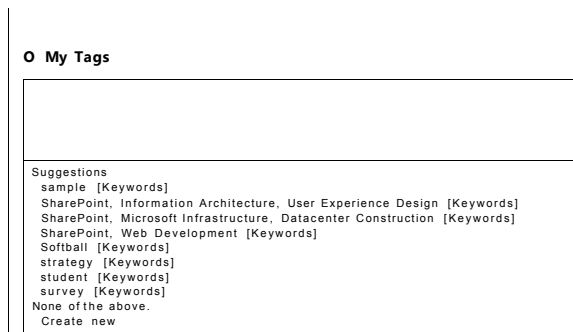 O My Tags
Suggestions
sample [Keywords]
SharePoint, Information Architecture, User Experience Design [Keywords]
SharePoint, Microsoft Infrastructure, Datacenter Construction [Keywords]
SharePoint, Web Development [Keywords]
Softball [Keywords]
strategy [Keywords]
student [Keywords]
survey [Keywords]
None of the above.
Create new